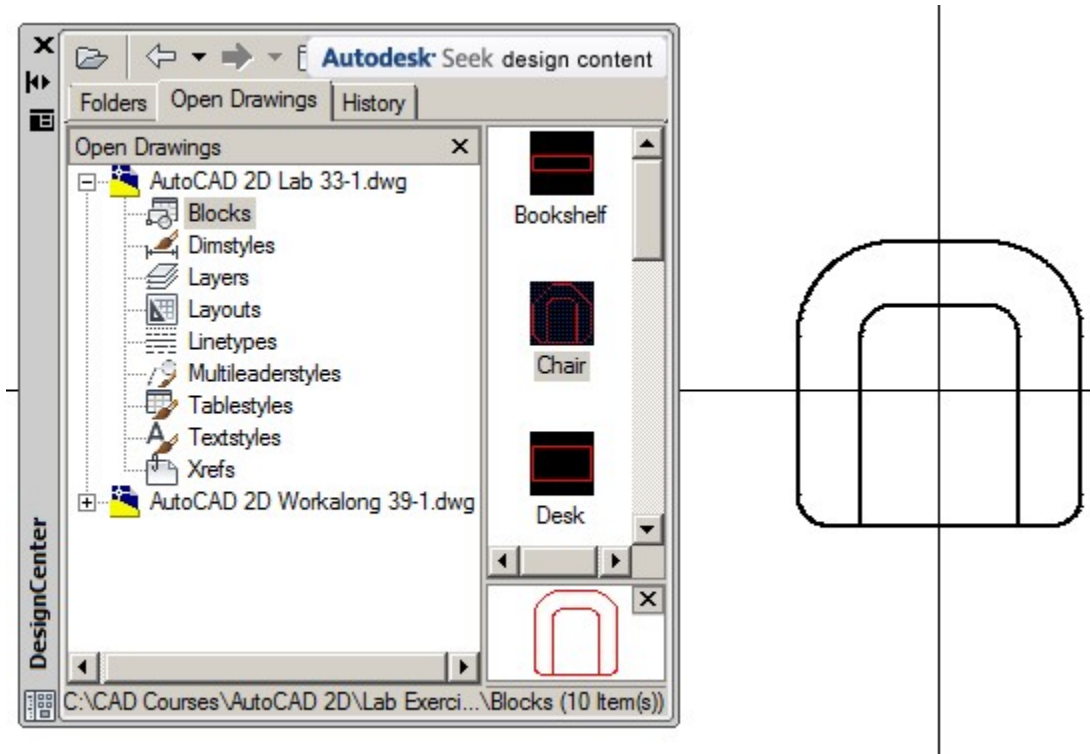 Autodesk Seek design content
Folders Open Drawings History
Open Drawings
AutoCAD 2D Lab 33-1.dwg
Blocks
Dimstyles
Layers
Layouts
Linetypes
Multileaderstyles
Tablestyles
Textstyles
Xrefs
AutoCAD 2D Workalong 39-1.dwg
Bookshelf
Chair
Desk
DesignCenter
C:\CAD Courses\AutoCAD 2D\Lab Exerci...\Blocks (10 Item(s))